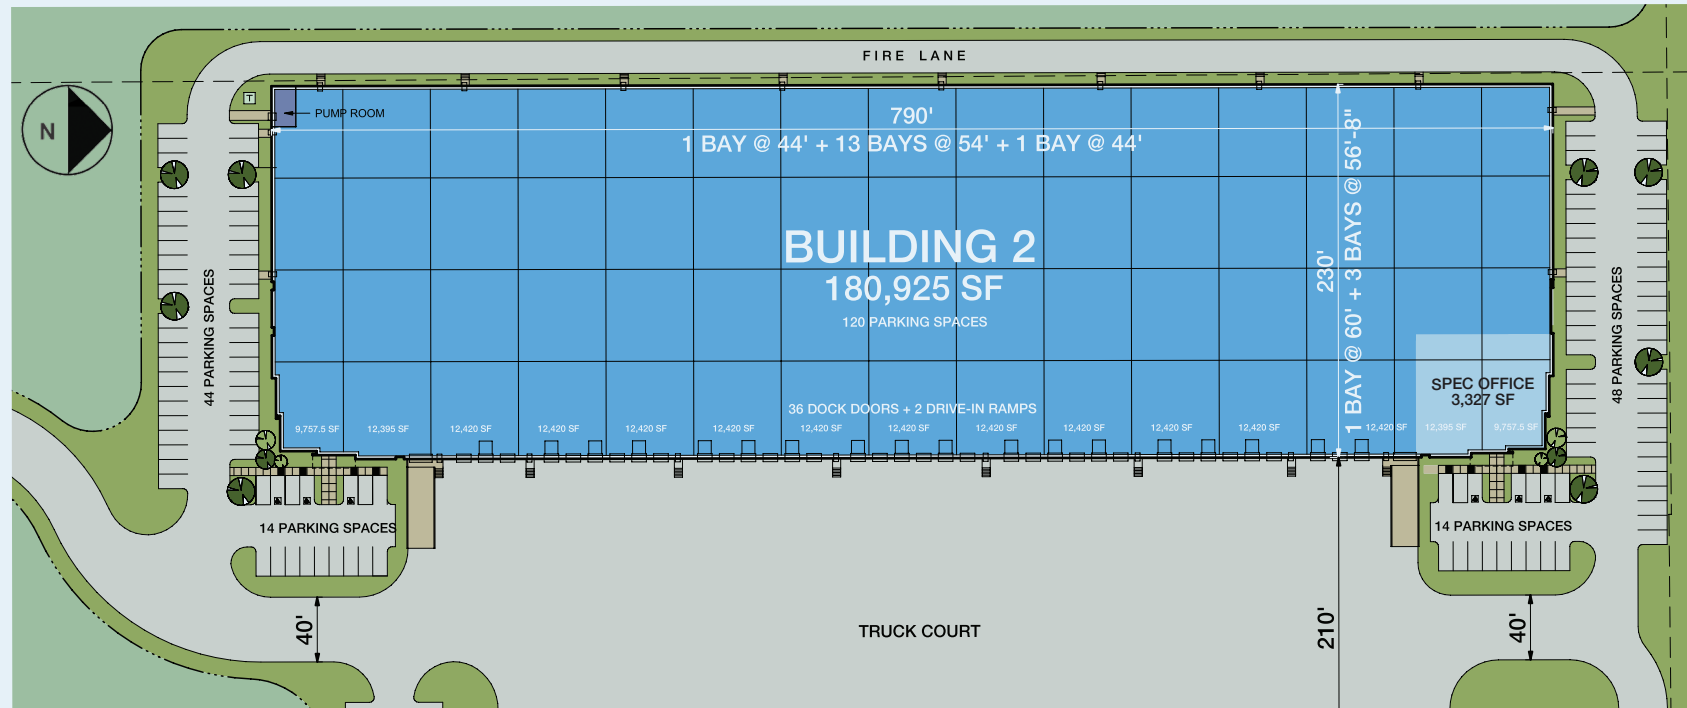 FIRE LANE
N
T
PUMP ROOM
790'
1 BAY @ 44' + 13 BAYS @ 54' + 1 BAY @ 44'
230'
1 BAY @ 60' + 3 BAYS @ 56'-8"
BUILDING 2
180,925 SF
120 PARKING SPACES
44 PARKING SPACES
48 PARKING SPACES
SPEC OFFICE
3,327 SF
36 DOCK DOORS + 2 DRIVE-IN RAMPS
9,757.5 SF 12,395 SF 12,420 SF 12,420 SF 12,420 SF 12,420 SF 12,420 SF 12,420 SF 12,420 SF 12,420 SF 12,420 SF 12,420 SF 12,420 SF 12,395 SF 9,757.5 SF
14 PARKING SPACES
14 PARKING SPACES
40'
TRUCK COURT
210'
40'